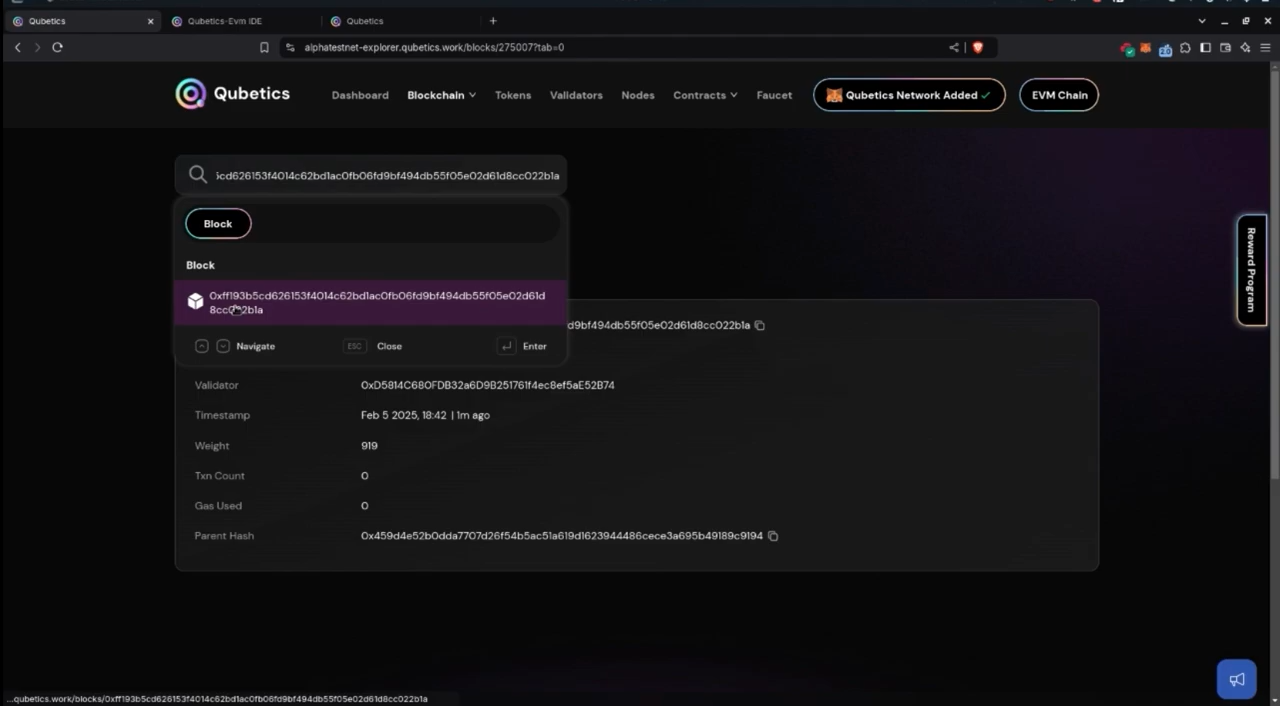 Qubetics
Qubetics-Evm IDE
Qubetics
alphatestnet-explorer.qubetics.work/blocks/275007?tab=0
Qubetics
Dashboard
Blockchain
Tokens
Validators
Nodes
Contracts
Faucet
Qubetics Network Added
EVM Chain
cd626153f4014c62bd1ac0fb06fd9bf494db55f05e02d61d8cc022b1a
Block
Block
0xff193b5cd626153f4014c62bd1ac0fb06fd9bf494db55f05e02d61d
8cc022b1a
Navigate
ESC
Close
Enter
d9bf494db55f05e02d61d8cc022b1a
Validator
0xD5814C680FDB32a6D9B251761f4ec8ef5aE52B74
Timestamp
Feb 5 2025, 18:42 | 1m ago
Weight
919
Txn Count
0
Gas Used
0
Parent Hash
0x459d4e52b0dda7707d26f54b5ac51a619d1623944486cece3a695b49189c9194
Reward Program
...qubetics.work/blocks/0xff193b5cd626153f4014c62bd1ac0fb06fd9bf494db55f05e02d61d8cc022b1a